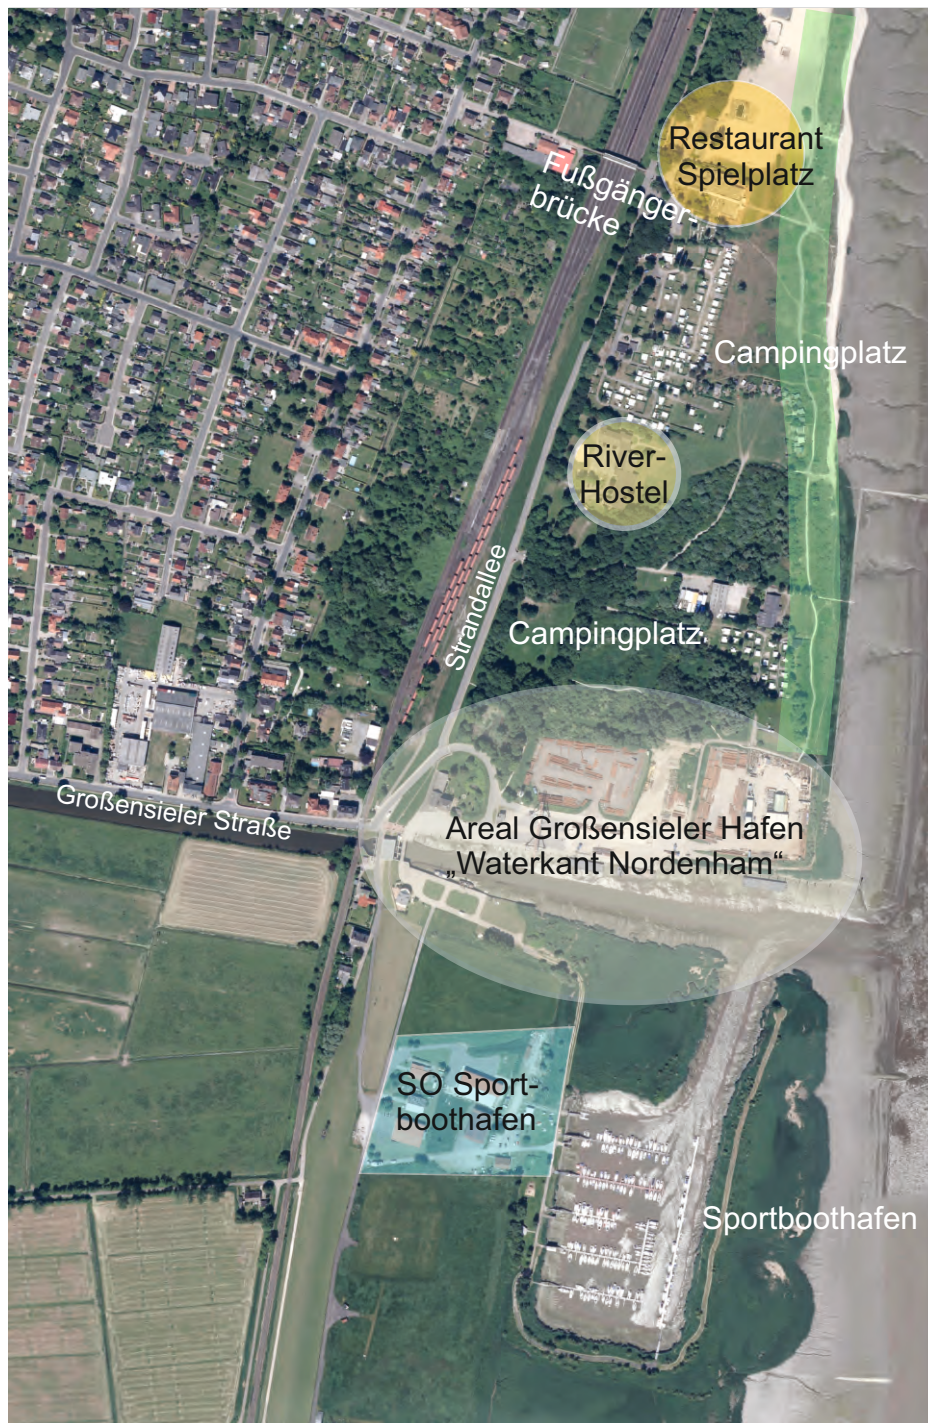 Restaurant
Spielplatz
Fußgänger-
brücke
Campingplatz
River-
Hostel
Strandallee
Campingplatz
Großensieler Straße
Areal Großensieler Hafen
„Waterkant Nordenham“
SO Sport-
boothafen
Sportboothafen